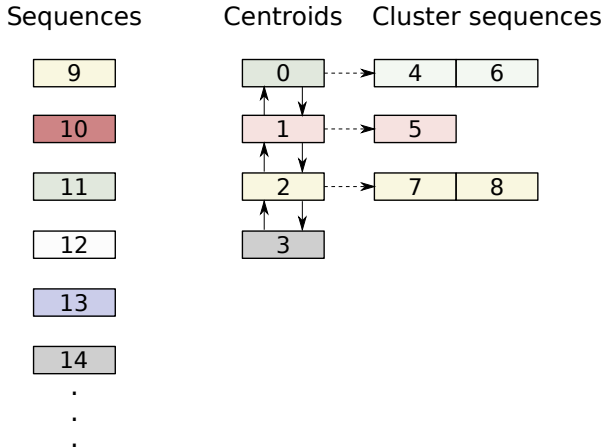 Sequences Centroids Cluster sequences
9 0 4 6
10 1 5
11 2 7 8
12 3
13
14
.
.
.